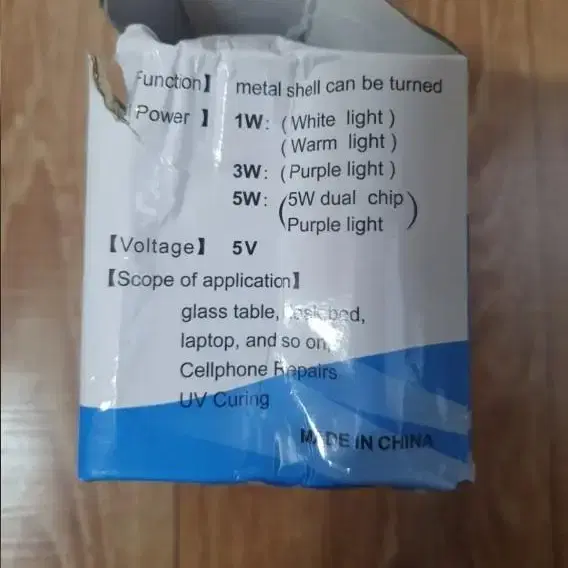 Function】 metal shell can be turned
Power 】 1W: (White light)
(Warm light)
3W: (Purple light)
5W: (5W dual chip
Purple light)
【Voltage】 5V
【Scope of application】
glass table,
laptop, and so on,
Cellphone Repairs
UV Curing
MADE IN CHINA